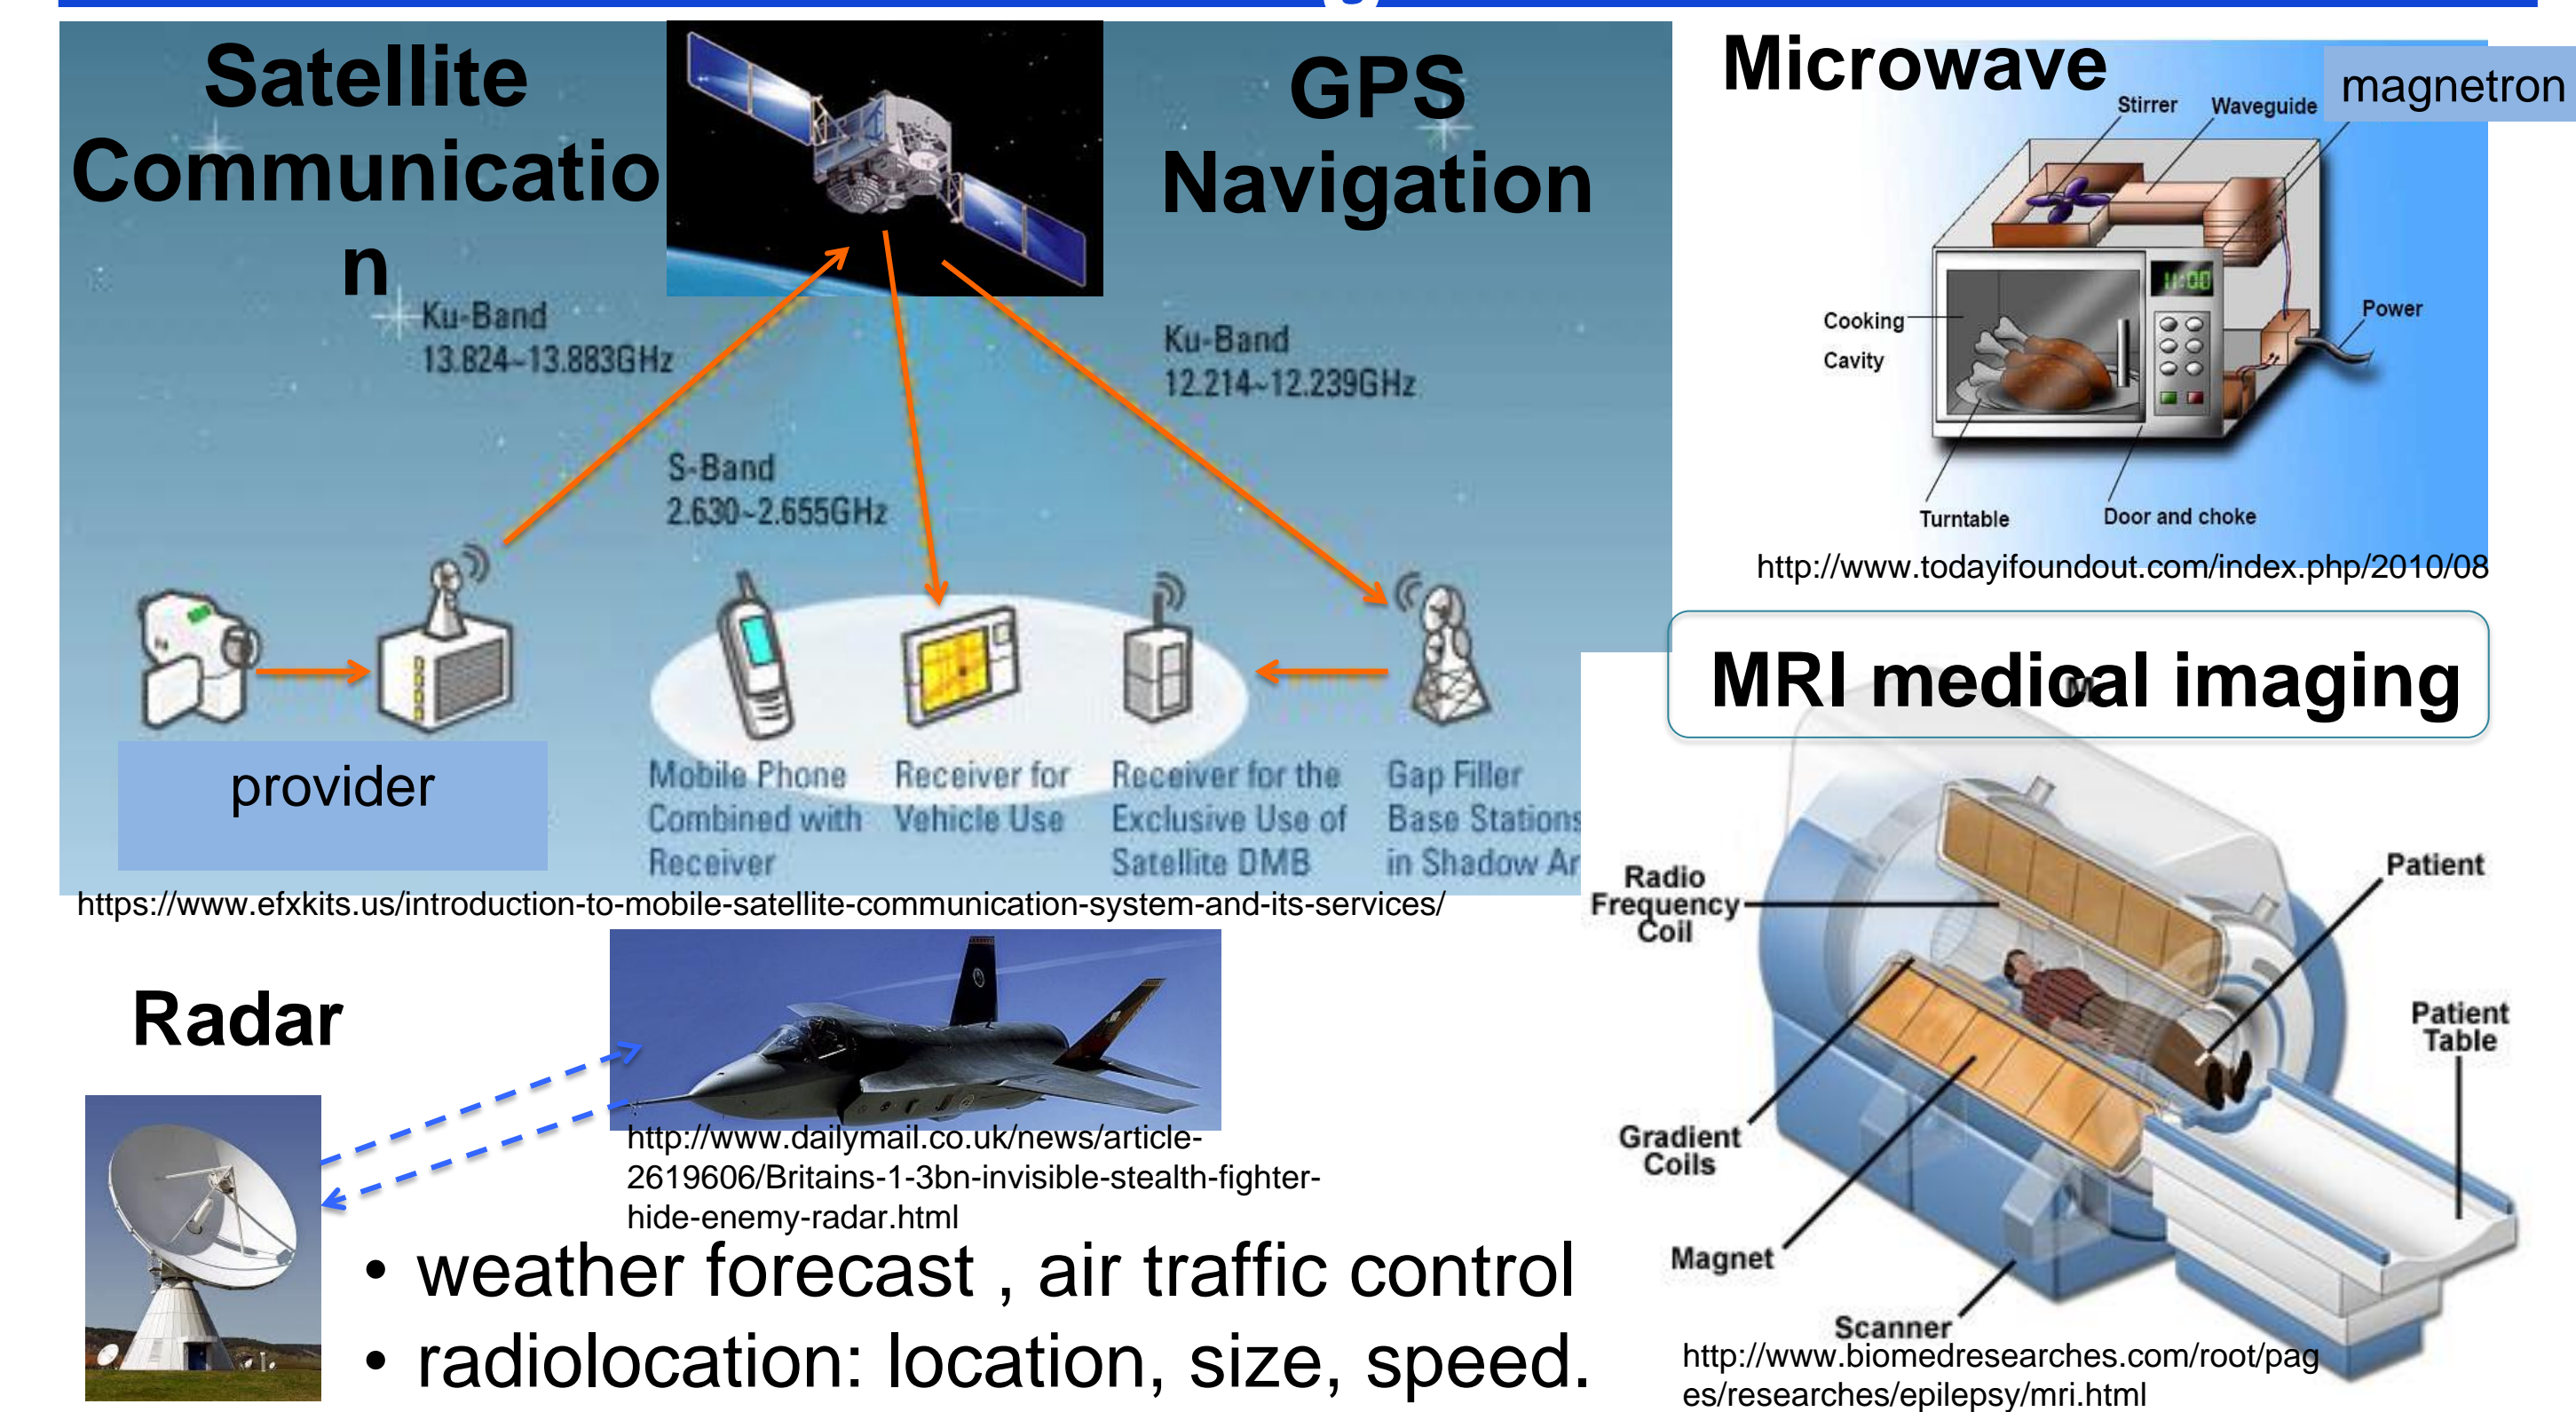 Satellite
Communicatio
n
GPS
Navigation
Ku-Band
13.824~13.883GHz
Ku-Band
12.214~12.239GHz
S-Band
2.630~2.655GHz
provider
Mobile Phone
Combined with
Receiver
Receiver for
Vehicle Use
Receiver for the
Exclusive Use of
Satellite DMB
Gap Filler
Base Stations
in Shadow Ar
https://www.efxkits.us/introduction-to-mobile-satellite-communication-system-and-its-services/
Microwave
magnetron
Stirrer
Waveguide
11:00
Power
Cooking
Cavity
Turntable
Door and choke
http://www.todayifoundout.com/index.php/2010/08
MRI medical imaging
M
Radio
Frequency
Coil
Patient
Patient
Table
Gradient
Coils
Magnet
Scanner
http://www.biomedresearches.com/root/pag
es/researches/epilepsy/mri.html
Radar
http://www.dailymail.co.uk/news/article-
2619606/Britains-1-3bn-invisible-stealth-fighter-
hide-enemy-radar.html
• weather forecast , air traffic control
• radiolocation: location, size, speed.